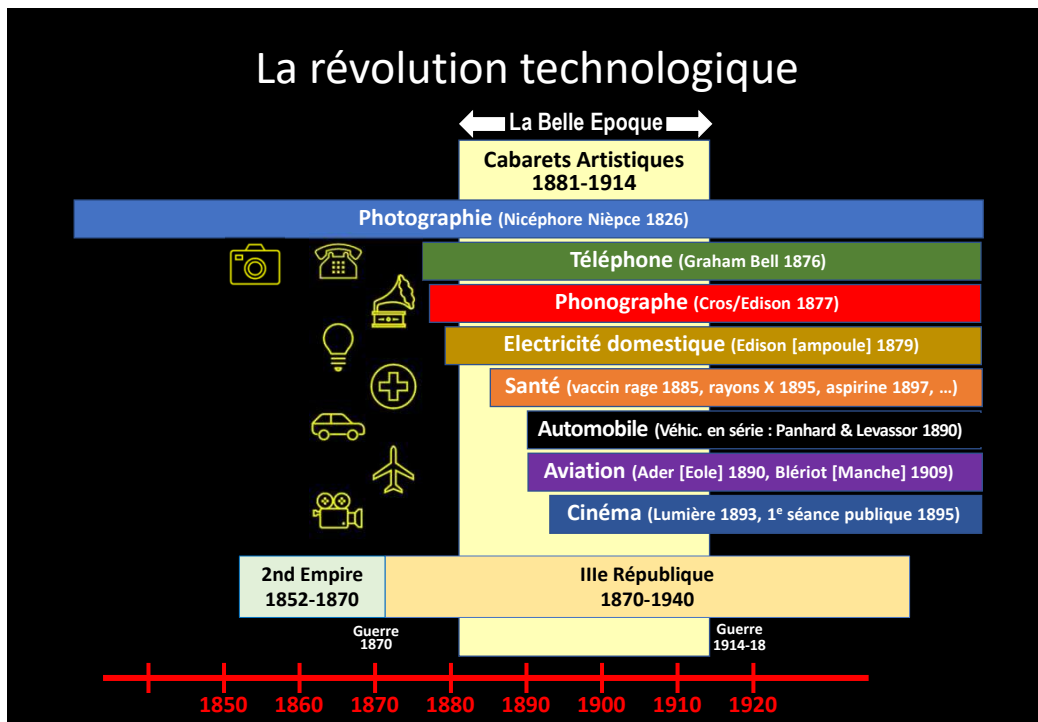 La révolution technologique
La Belle Epoque
Cabarets Artistiques
1881-1914
Photographie (Nicéphore Nièpce 1826)
Téléphone (Graham Bell 1876)
Phonographe (Cros/Edison 1877)
Electricité domestique (Edison [ampoule] 1879)
Santé (vaccin rage 1885, rayons X 1895, aspirine 1897, …)
Automobile (Véhic. en série : Panhard & Levassor 1890)
Aviation (Ader [Eole] 1890, Blériot [Manche] 1909)
Cinéma (Lumière 1893, 1e séance publique 1895)
2nd Empire
1852-1870
IIIe République
1870-1940
Guerre
1870
Guerre
1914-18
1850 1860 1870 1880 1890 1900 1910 1920